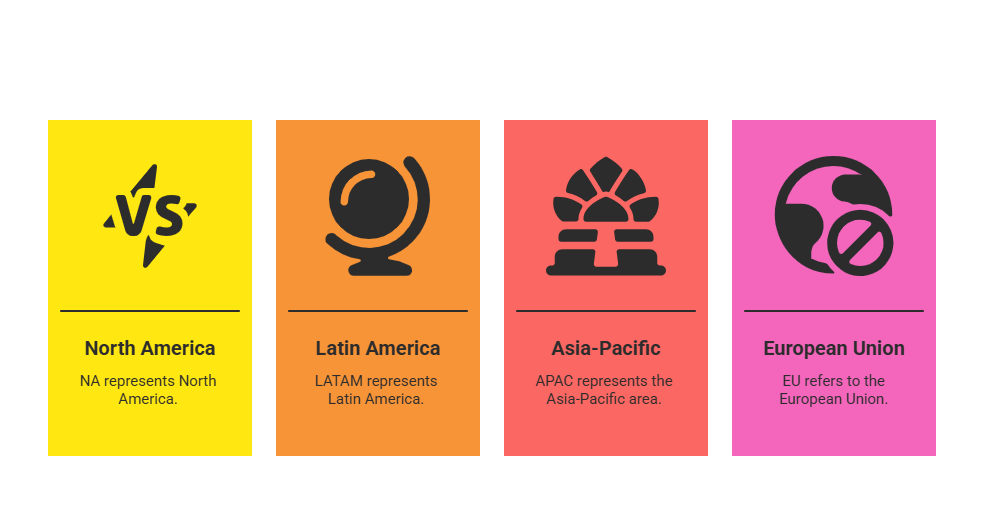 VS
North America
NA represents North
America.
Latin America
LATAM represents
Latin America.
Asia-Pacific
APAC represents the
Asia-Pacific area.
European Union
EU refers to the
European Union.